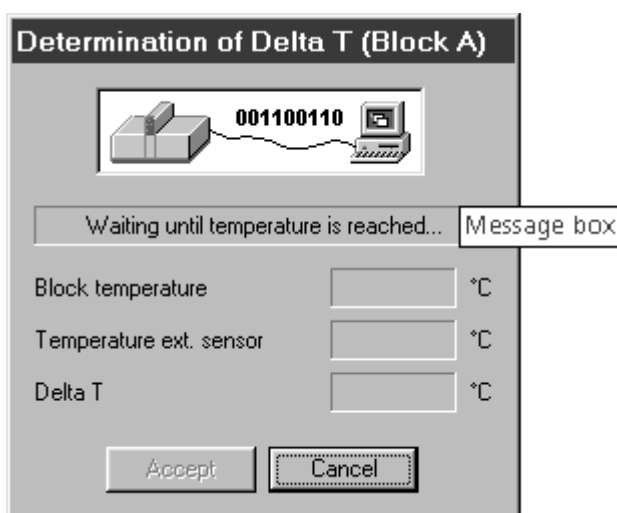 Determination of Delta T (Block A)
001100110
Waiting until temperature is reached...
Message box
Block temperature °C
Temperature ext. sensor °C
Delta T °C
Accept Cancel